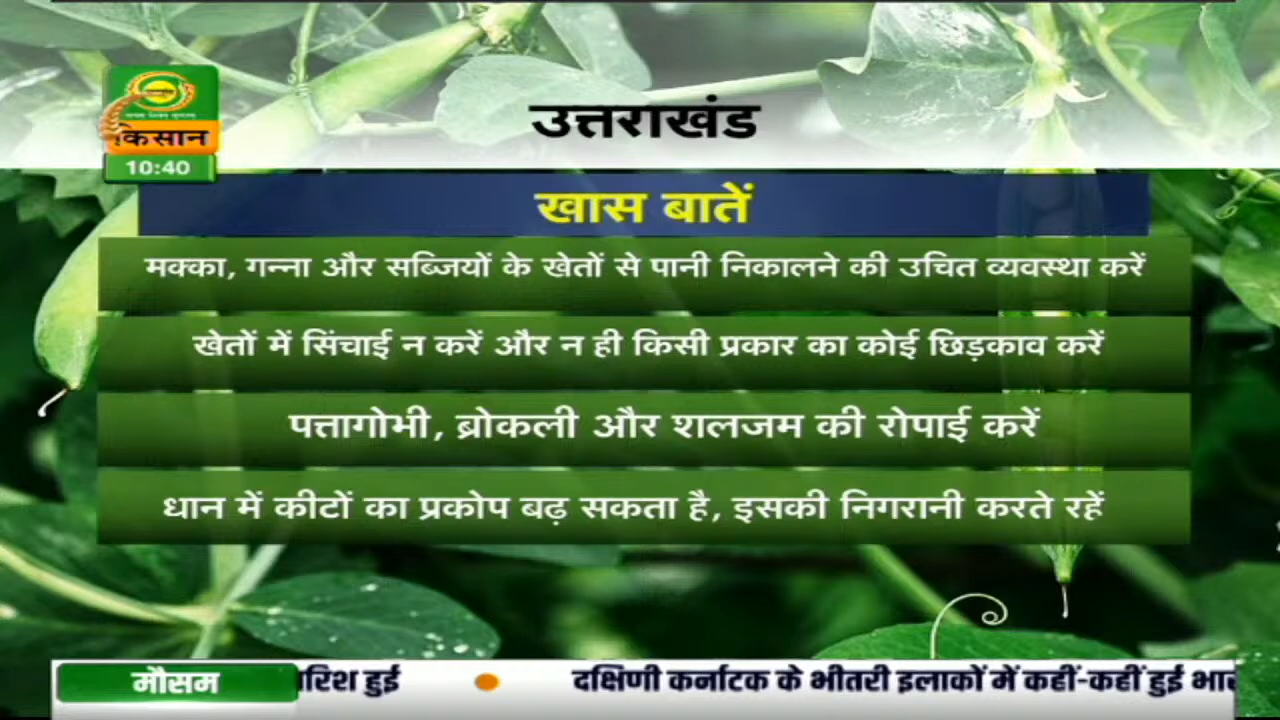 उत्तराखंड
किसान
10:40
खास बातें
मक्का, गन्ना और सब्जियों के खेतों से पानी निकालने की उचित व्यवस्था करें
खेतों में सिंचाई न करें और न ही किसी प्रकार का कोई छिड़काव करें
पत्तागोभी, ब्रोकली और शलजम की रोपाई करें
धान में कीटों का प्रकोप बढ़ सकता है, इसकी निगरानी करते रहें
मौसम
हुई
दक्षिणी कर्नाटक के भीतरी इलाकों में कहीं-कहीं हुई